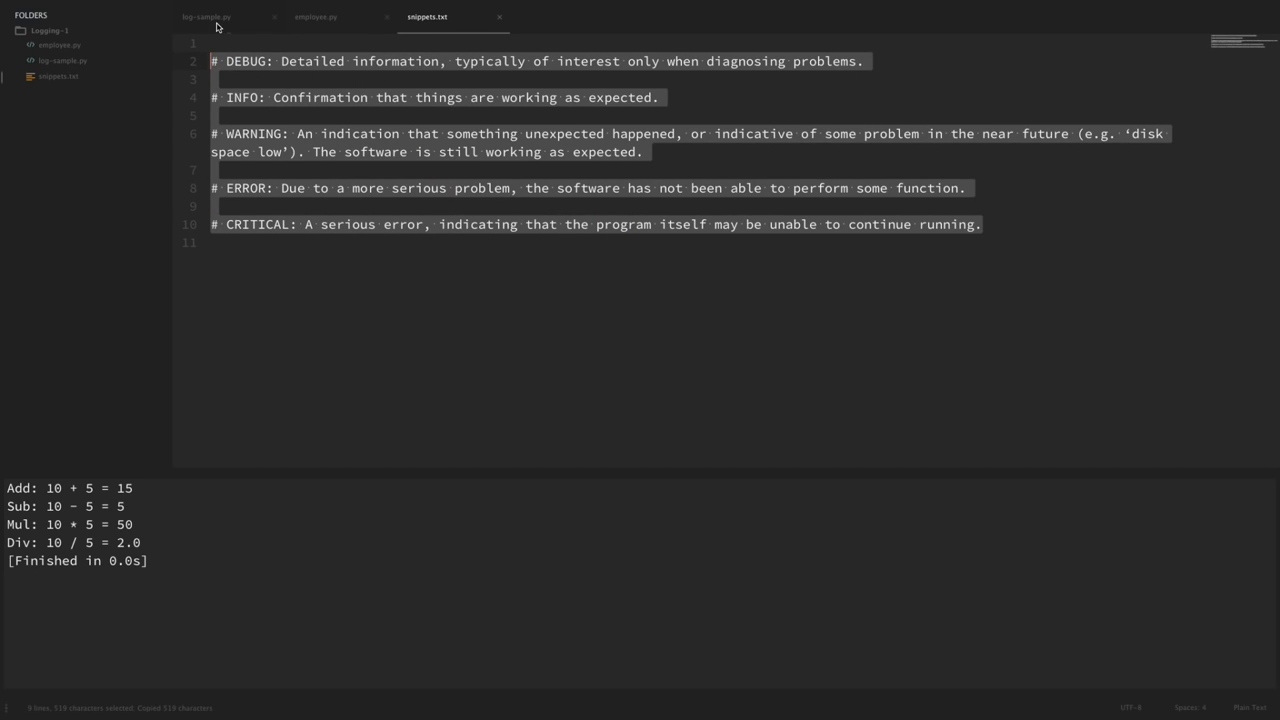 FOLDERS
Logging-1
employee.py
log-sample.py
snippets.txt
log-sample.py × employee.py × snippets.txt ×
1
2 # DEBUG: Detailed information, typically of interest only when diagnosing problems.
3
4 # INFO: Confirmation that things are working as expected.
5
6 # WARNING: An indication that something unexpected happened, or indicative of some problem in the near future (e.g. ‘disk
space low’). The software is still working as expected.
7
8 # ERROR: Due to a more serious problem, the software has not been able to perform some function.
9
10 # CRITICAL: A serious error, indicating that the program itself may be unable to continue running.
11
Add: 10 + 5 = 15
Sub: 10 - 5 = 5
Mul: 10 * 5 = 50
Div: 10 / 5 = 2.0
[Finished in 0.0s]
9 lines, 519 characters selected; Copied 519 characters UTF-8 Spaces: 4 Plain Text